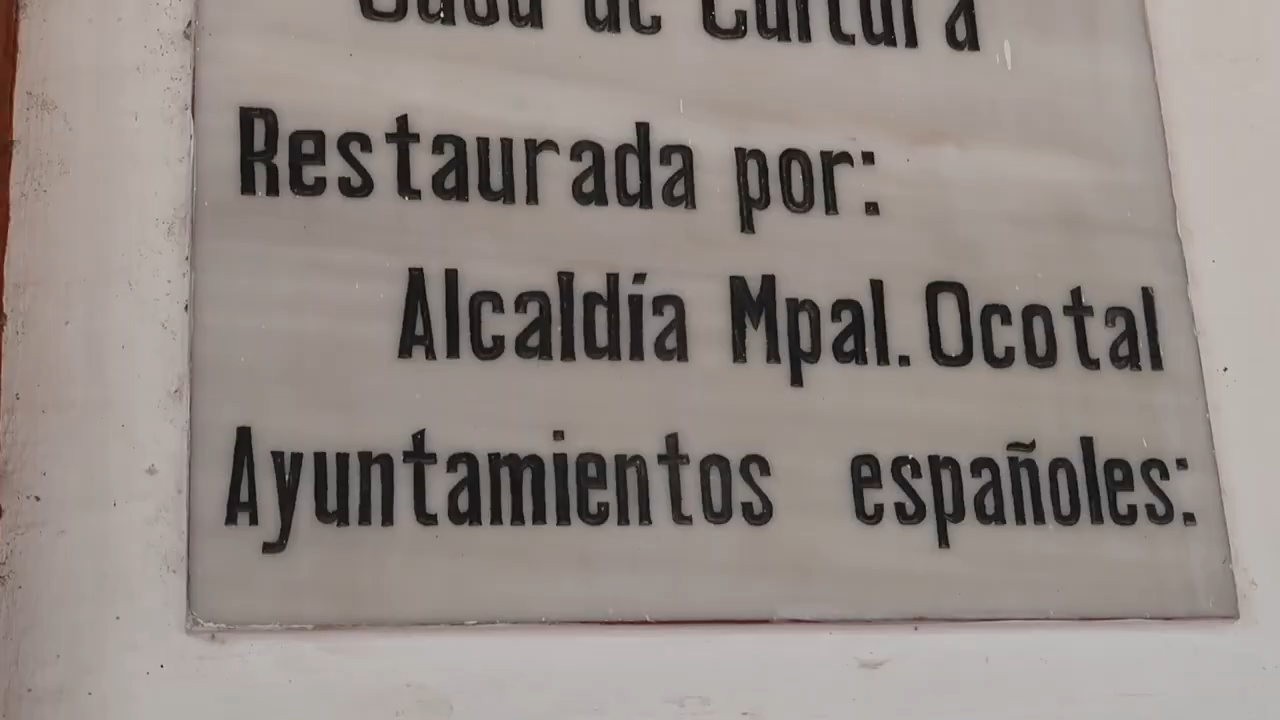 Casa de Cultura
Restaurada por:
Alcaldía Mpal. Ocotal
Ayuntamientos españoles: